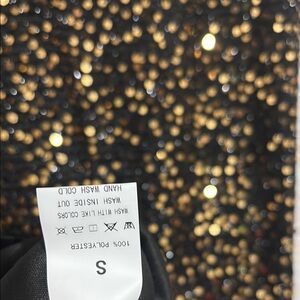 S
100% POLYESTER
WASH WITH LIKE COLORS
WASH INSIDE OUT
HAND WASH COLD